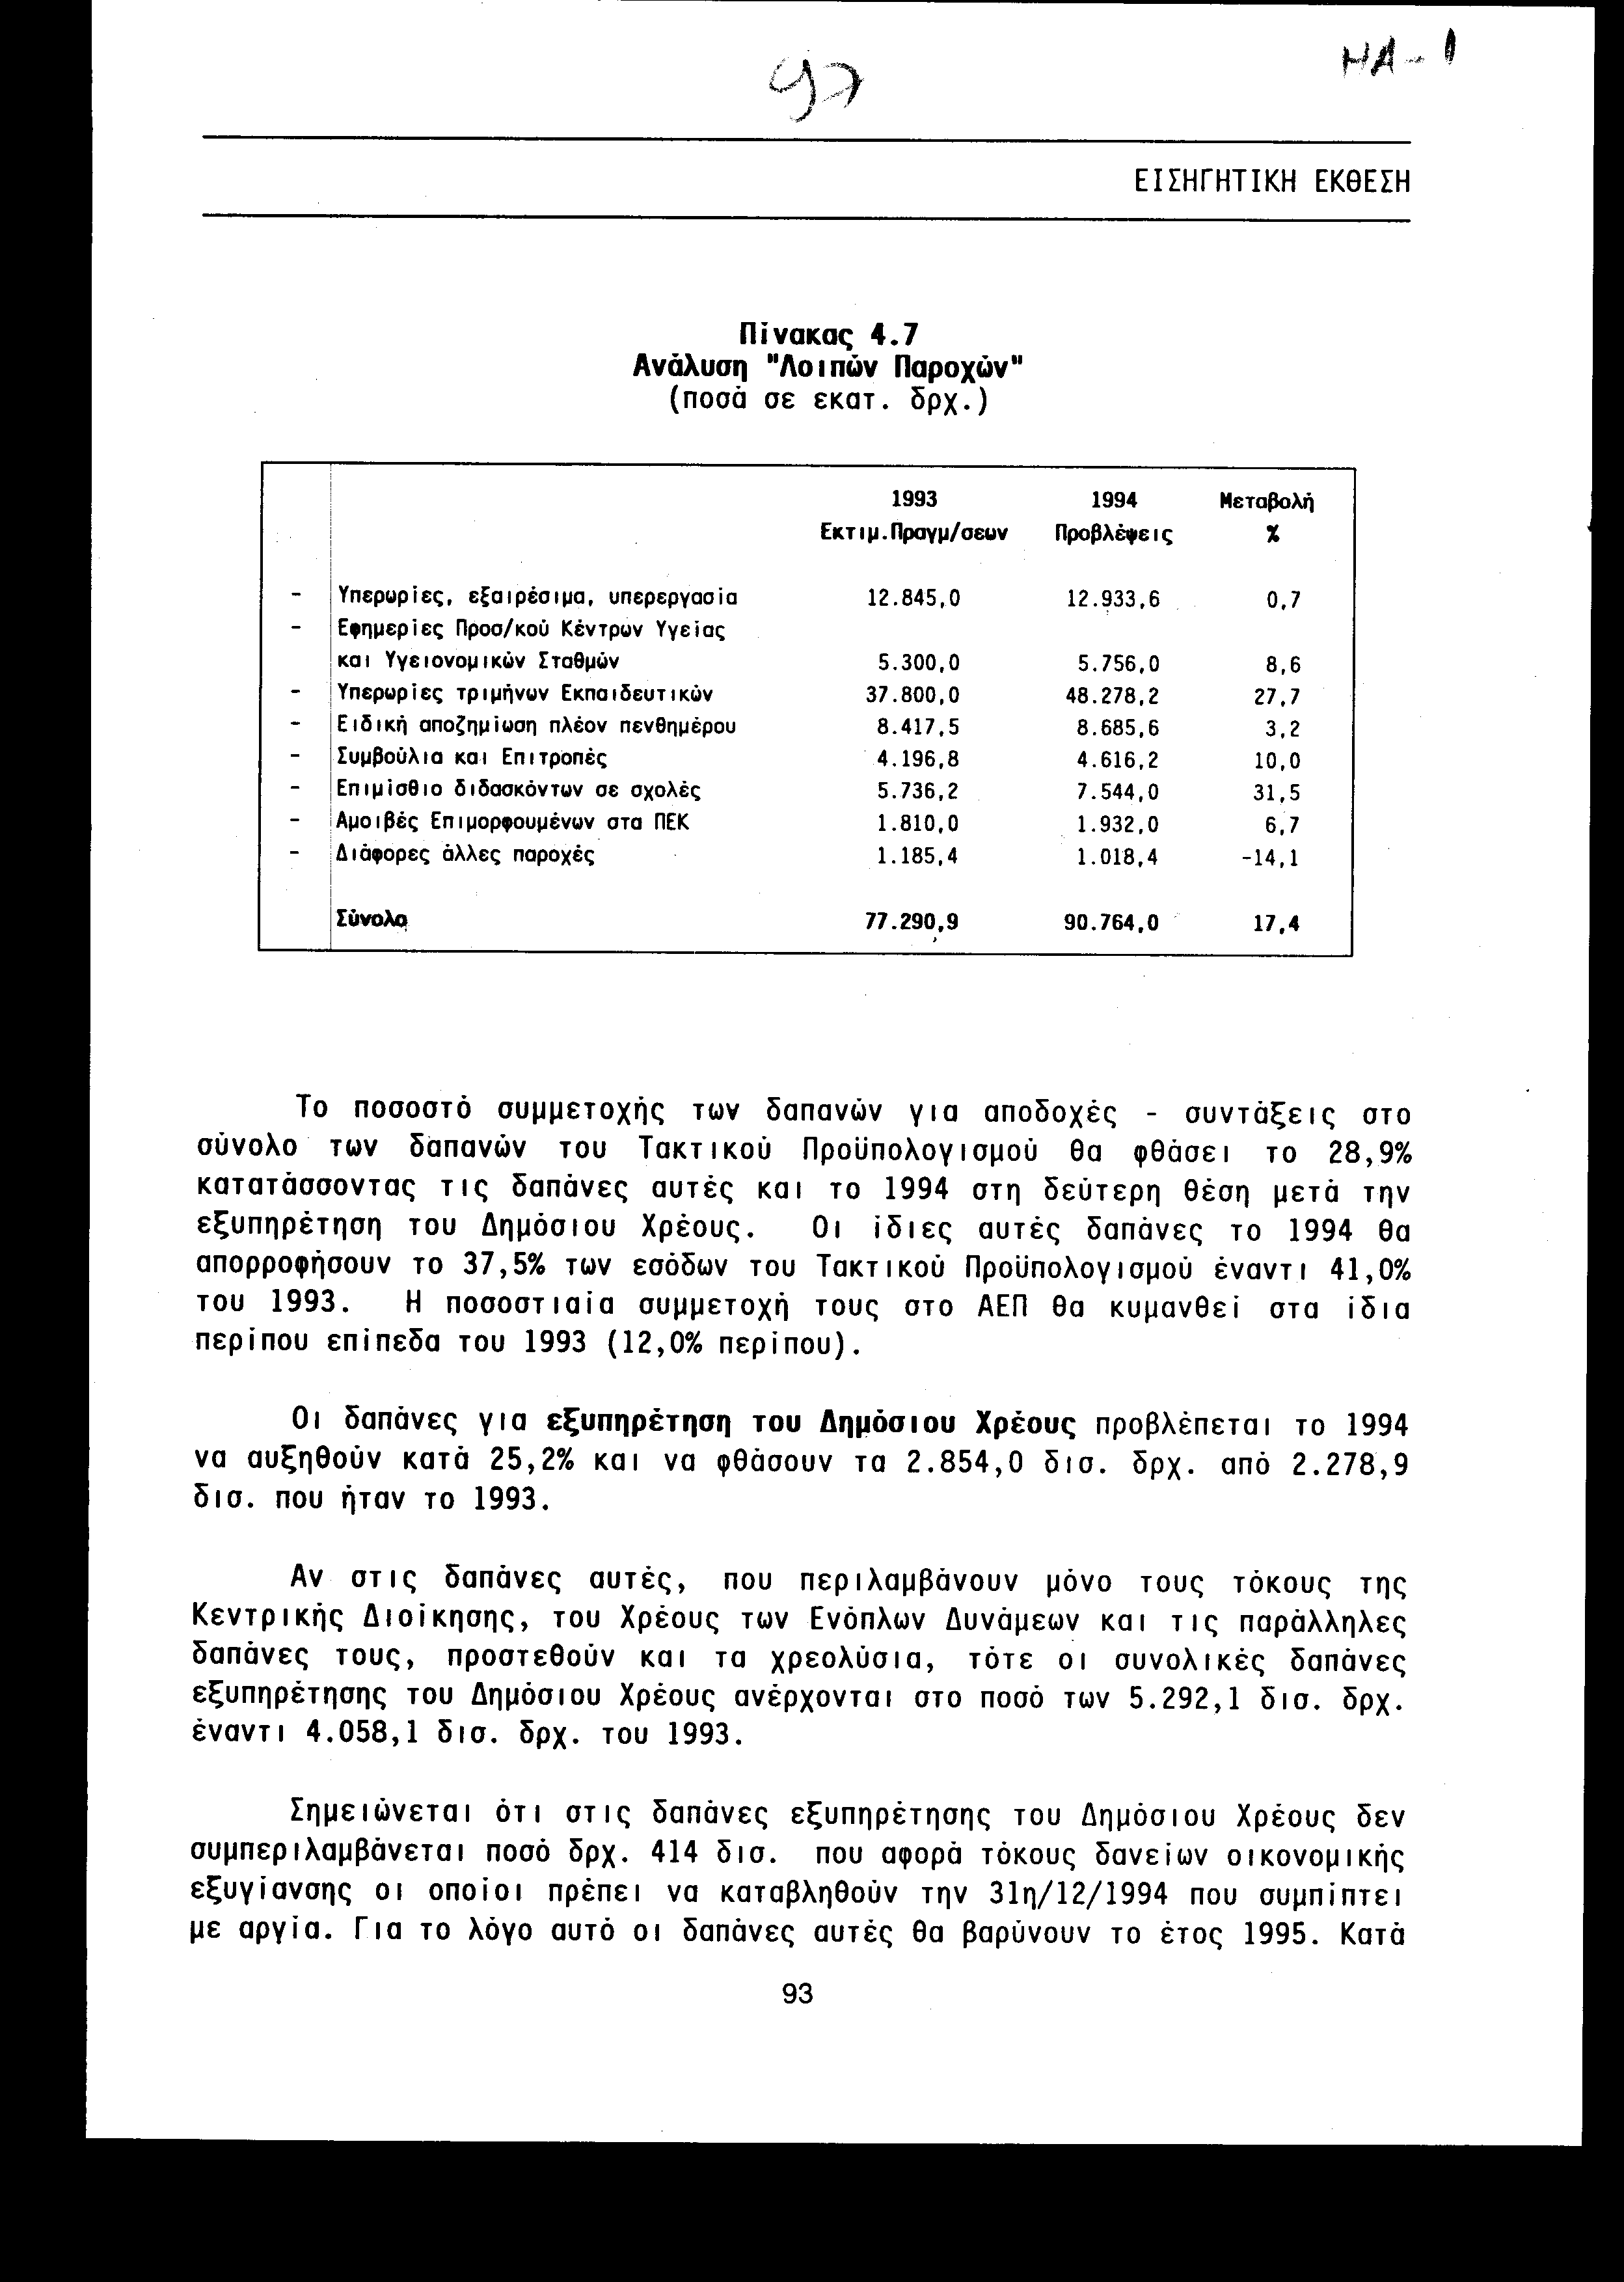 97
ΗΑ-1
ΕΙΣΗΓΗΤΙΚΗ ΕΚΘΕΣΗ
Πίνακας 4.7
Ανάλυση "Λοιπών Παροχών"
(ποσά σε εκατ. δρχ.)
1993 1994 Μεταβολή
Εκτιμ.Πραγμ/σεων Προβλέψεις %
- Υπερωρίες, εξαιρέσιμα, υπερεργασία 12.845,0 12.933,6 0,7
- Εφημερίες Προσ/κού Κέντρων Υγείας
και Υγειονομικών Σταθμών 5.300,0 5.756,0 8,6
- Υπερωρίες τριμήνων Εκπαιδευτικών 37.800,0 48.278,2 27,7
- Ειδική αποζημίωση πλέον πενθημέρου 8.417,5 8.685,6 3,2
- Συμβούλια και Επιτροπές 4.196,8 4.616,2 10,0
- Επιμίσθιο διδασκόντων σε σχολές 5.736,2 7.544,0 31,5
- Αμοιβές Επιμορφουμένων στα ΠΕΚ 1.810,0 1.932,0 6,7
- Διάφορες άλλες παροχές 1.185,4 1.018,4 -14,1
Σύνολο 77.290,9 90.764,0 17,4
Το ποσοστό συμμετοχής των δαπανών για αποδοχές - συντάξεις στο
σύνολο των δαπανών του Τακτικού Προϋπολογισμού θα φθάσει το 28,9%
κατατάσσοντας τις δαπάνες αυτές και το 1994 στη δεύτερη θέση μετά την
εξυπηρέτηση του Δημόσιου Χρέους. Οι ίδιες αυτές δαπάνες το 1994 θα
απορροφήσουν το 37,5% των εσόδων του Τακτικού Προϋπολογισμού έναντι 41,0%
του 1993. Η ποσοστιαία συμμετοχή τους στο ΑΕΠ θα κυμανθεί στα ίδια
περίπου επίπεδα του 1993 (12,0% περίπου).
Οι δαπάνες για εξυπηρέτηση του Δημόσιου Χρέους προβλέπεται το 1994
να αυξηθούν κατά 25,2% και να φθάσουν τα 2.854,0 δισ. δρχ. από 2.278,9
δισ. που ήταν το 1993.
Αν στις δαπάνες αυτές, που περιλαμβάνουν μόνο τους τόκους της
Κεντρικής Διοίκησης, του Χρέους των Ενόπλων Δυνάμεων και τις παράλληλες
δαπάνες τους, προστεθούν και τα χρεολύσια, τότε οι συνολικές δαπάνες
εξυπηρέτησης του Δημόσιου Χρέους ανέρχονται στο ποσό των 5.292,1 δισ. δρχ.
έναντι 4.058,1 δισ. δρχ. του 1993.
Σημειώνεται ότι στις δαπάνες εξυπηρέτησης του Δημόσιου Χρέους δεν
συμπεριλαμβάνεται ποσό δρχ. 414 δισ. που αφορά τόκους δανείων οικονομικής
εξυγίανσης οι οποίοι πρέπει να καταβληθούν την 31η/12/1994 που συμπίπτει
με αργία. Για το λόγο αυτό οι δαπάνες αυτές θα βαρύνουν το έτος 1995. Κατά
93